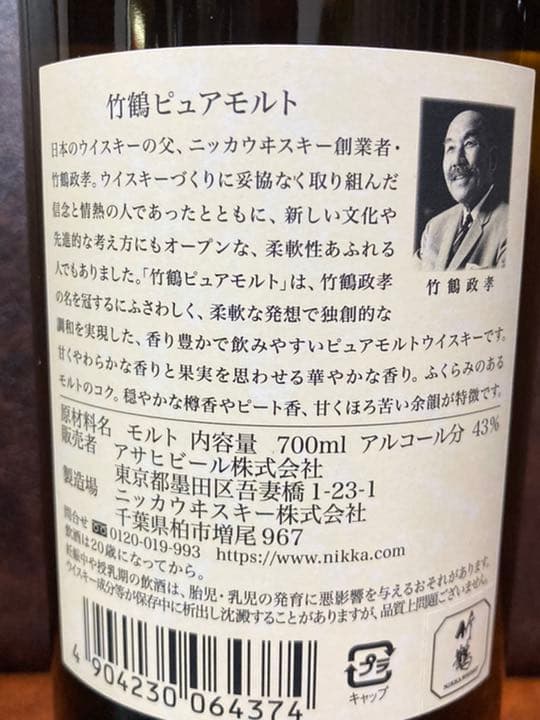 竹鶴ピュアモルト
日本のウイスキーの父、ニッカウヰスキー創業者・
竹鶴政孝。ウイスキーづくりに妥協なく取り組んだ
信念と情熱の人であったとともに、新しい文化や
先進的な考え方にもオープンな、柔軟性あふれる
人でもありました。「竹鶴ピュアモルト」は、竹鶴政孝
の名を冠するにふさわしく、柔軟な発想で独創的な
調和を実現した、香り豊かで飲みやすいピュアモルトウイスキーです。
甘くやわらかな香りと果実を思わせる華やかな香り。ふくらみのある
モルトのコク。穏やかな樽香やピート香、甘くほろ苦い余韻が特徴です。
竹鶴政孝
原材料名 モルト 内容量 700ml アルコール分 43%
販売者 アサヒビール株式会社
東京都墨田区吾妻橋1-23-1
製造場 ニッカウヰスキー株式会社
千葉県柏市増尾967
問合せ 0120-019-993 https://www.nikka.com
飲酒は20歳になってから。
妊娠中や授乳期の飲酒は、胎児・乳児の発育に悪影響を与えるおそれがあります。
ウイスキー成分等が保存中に析出し沈澱することがありますが、品質上問題ございません。
4 904230 064374
プラ
キャップ
竹鶴
NIKKA WHISKY